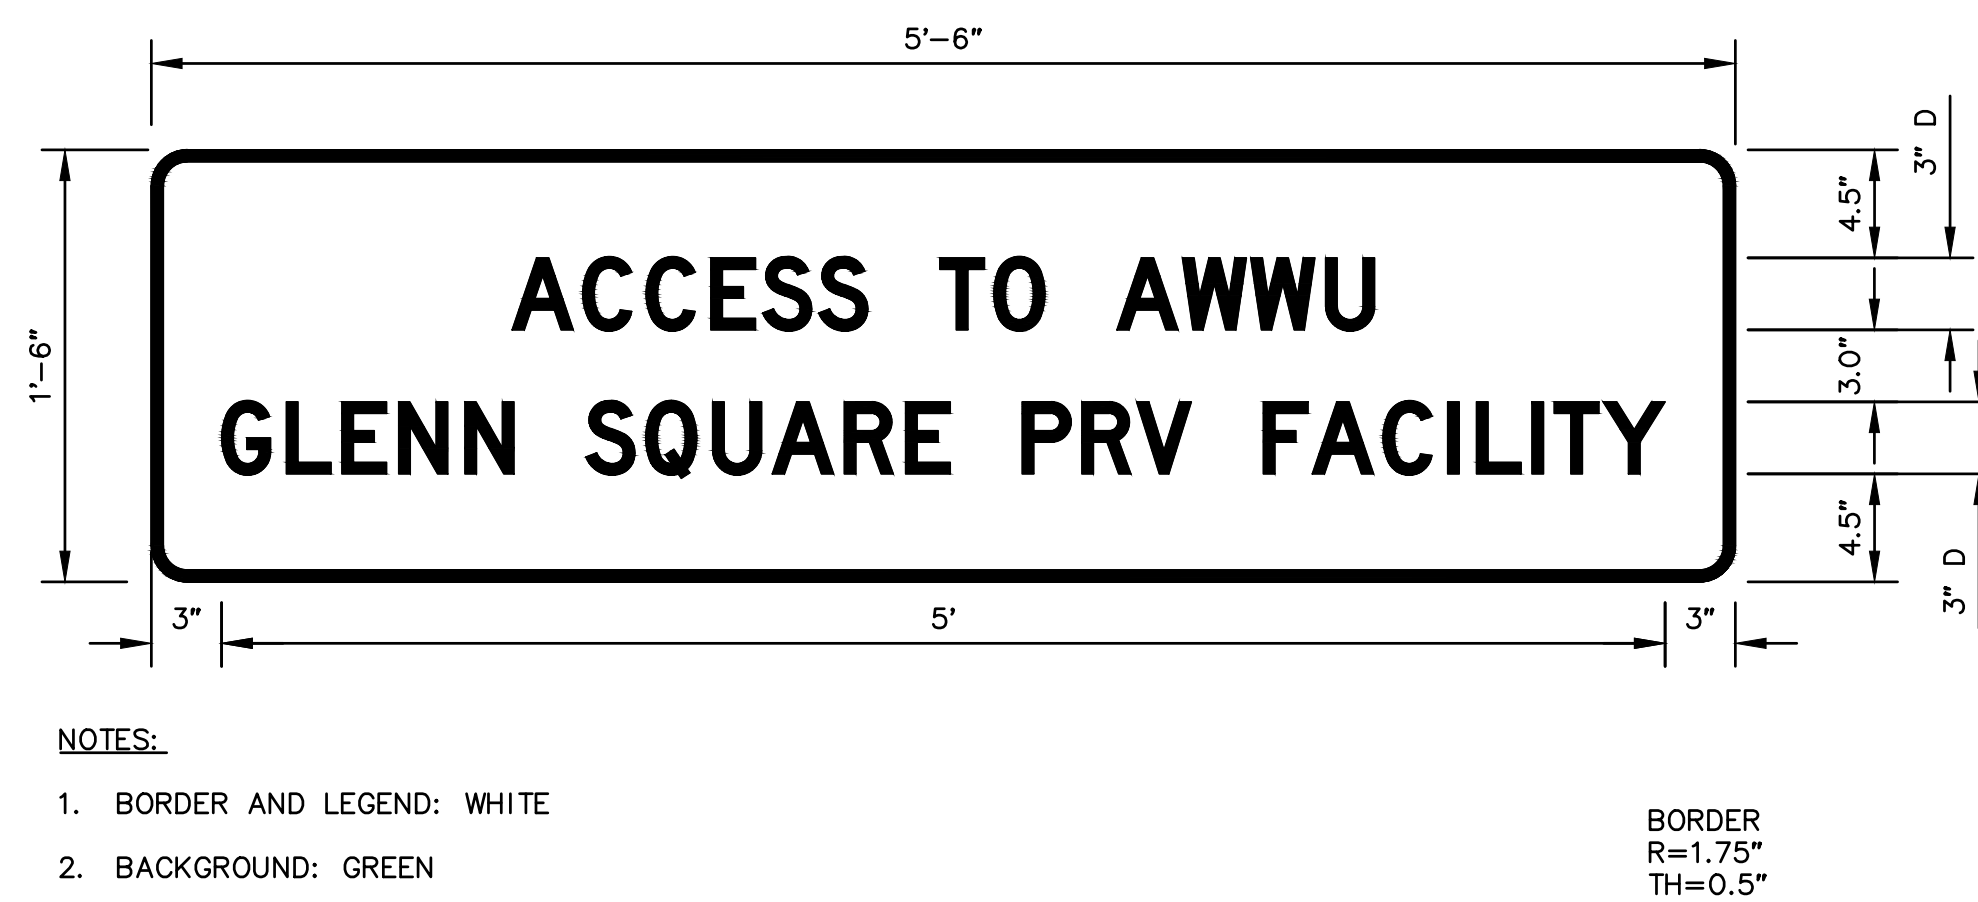 5'-6"
3" D
4.5"
ACCESS TO AWWU
1'-6"
3.0"
GLENN SQUARE PRV FACILITY
4.5"
3" D
3"
5'
3"
NOTES:
1. BORDER AND LEGEND: WHITE
2. BACKGROUND: GREEN
BORDER
R=1.75"
TH=0.5"